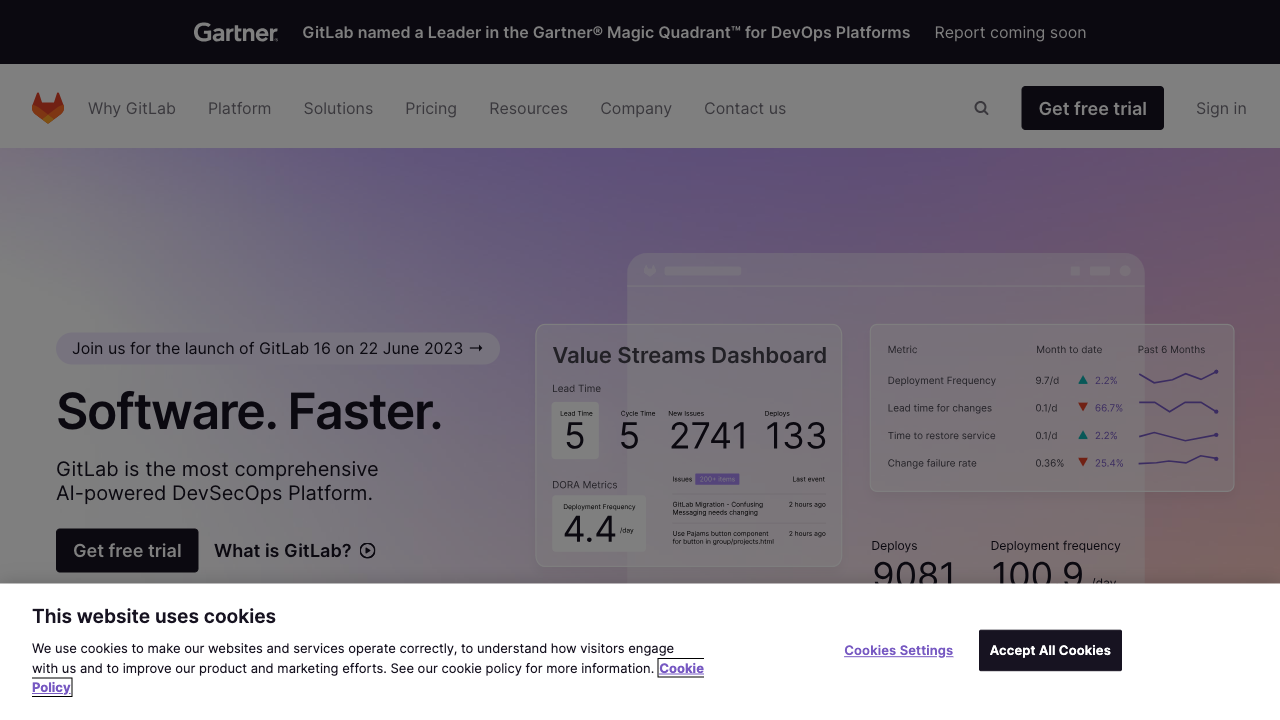 Gartner GitLab named a Leader in the Gartner® Magic Quadrant™ for DevOps Platforms Report coming soon
Why GitLab Platform Solutions Pricing Resources Company Contact us Get free trial Sign in
Join us for the launch of GitLab 16 on 22 June 2023 →
Software. Faster.
GitLab is the most comprehensive
AI-powered DevSecOps Platform.
Get free trial What is GitLab?
Value Streams Dashboard
Lead Time
Lead Time Cycle Time New Issues Deploys
5 5 2741 133
DORA Metrics
Deployment Frequency
4.4 /day
Issues 200+ items Last event
GitLab Migration - Confusing
Messaging needs changing
2 hours ago
Use Pajams button component
for button in group/projects.html
2 hours ago
Metric Month to date Past 6 Months
Deployment Frequency 9.7/d 2.2%
Lead time for changes 0.1/d 66.7%
Time to restore service 0.1/d 2.2%
Change failure rate 0.36% 25.4%
Deploys Deployment frequency
9081 100.9 /day
This website uses cookies
We use cookies to make our websites and services operate correctly, to understand how visitors engage
with us and to improve our product and marketing efforts. See our cookie policy for more information. Cookie
Policy
Cookies Settings Accept All Cookies